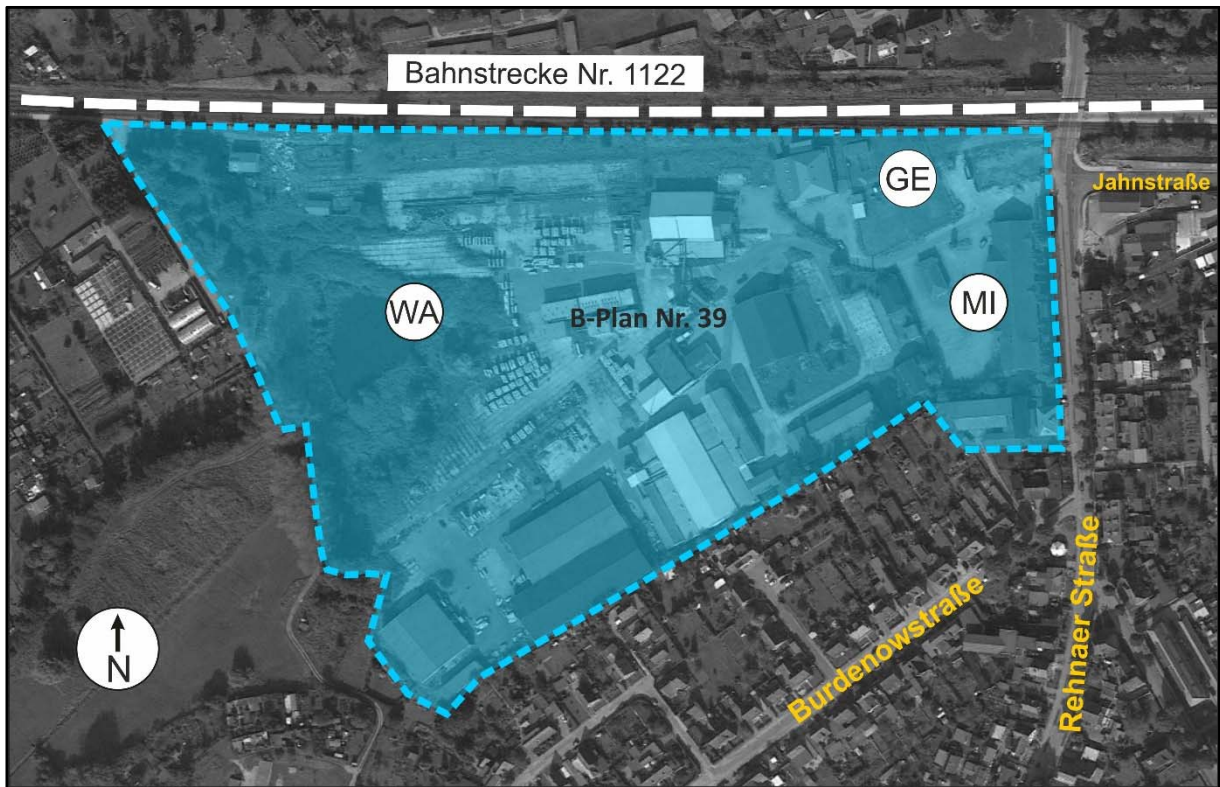 Bahnstrecke Nr. 1122
GE
Jahnstraße
WA
MI
B-Plan Nr. 39
N
Burdenowstraße
Rehnaer Straße